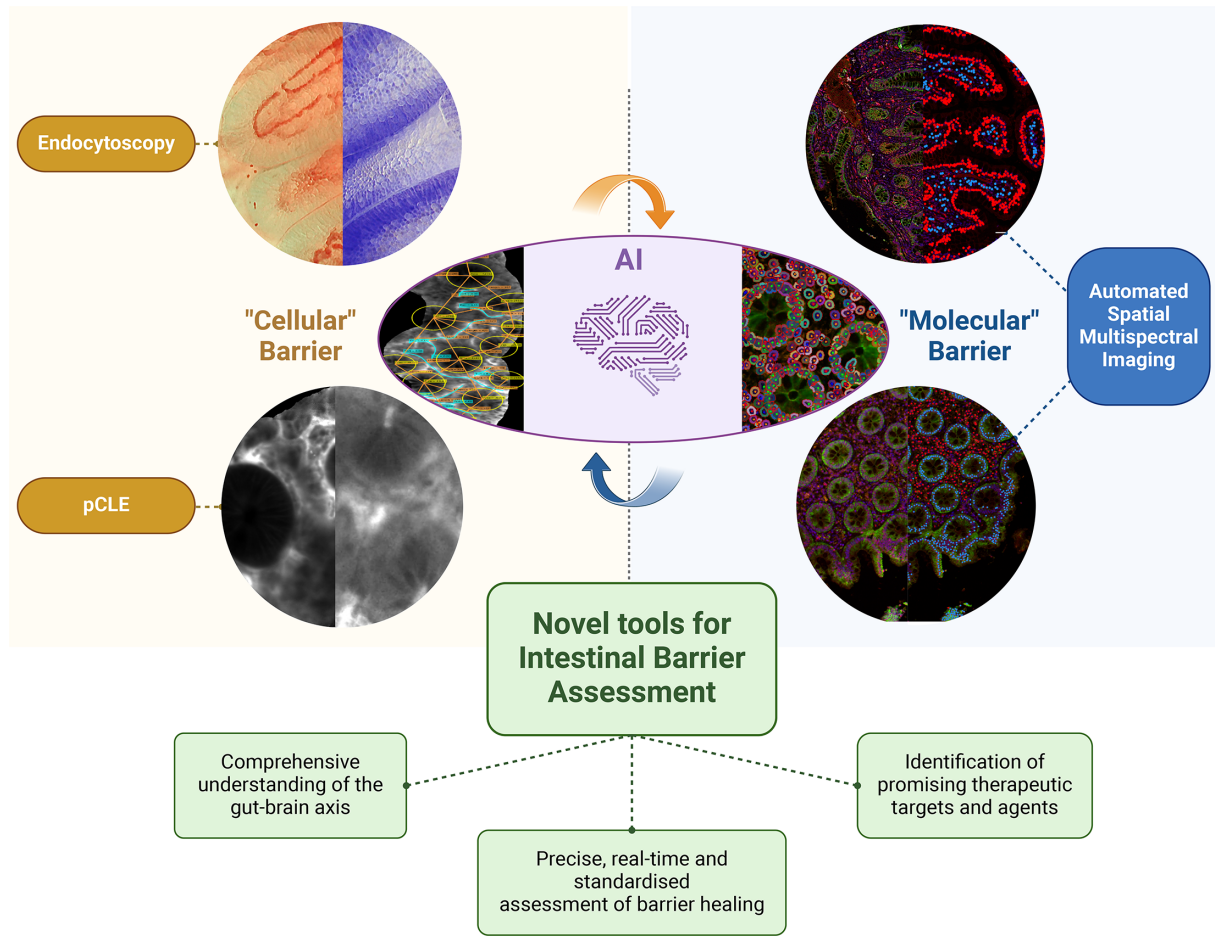 Endocytoscopy
AI
"Cellular"
Barrier
"Molecular"
Barrier
Automated
Spatial
Multispectral
Imaging
pCLE
Novel tools for
Intestinal Barrier
Assessment
Comprehensive
understanding of the
gut-brain axis
Identification of
promising therapeutic
targets and agents
Precise, real-time and
standardised
assessment of barrier healing